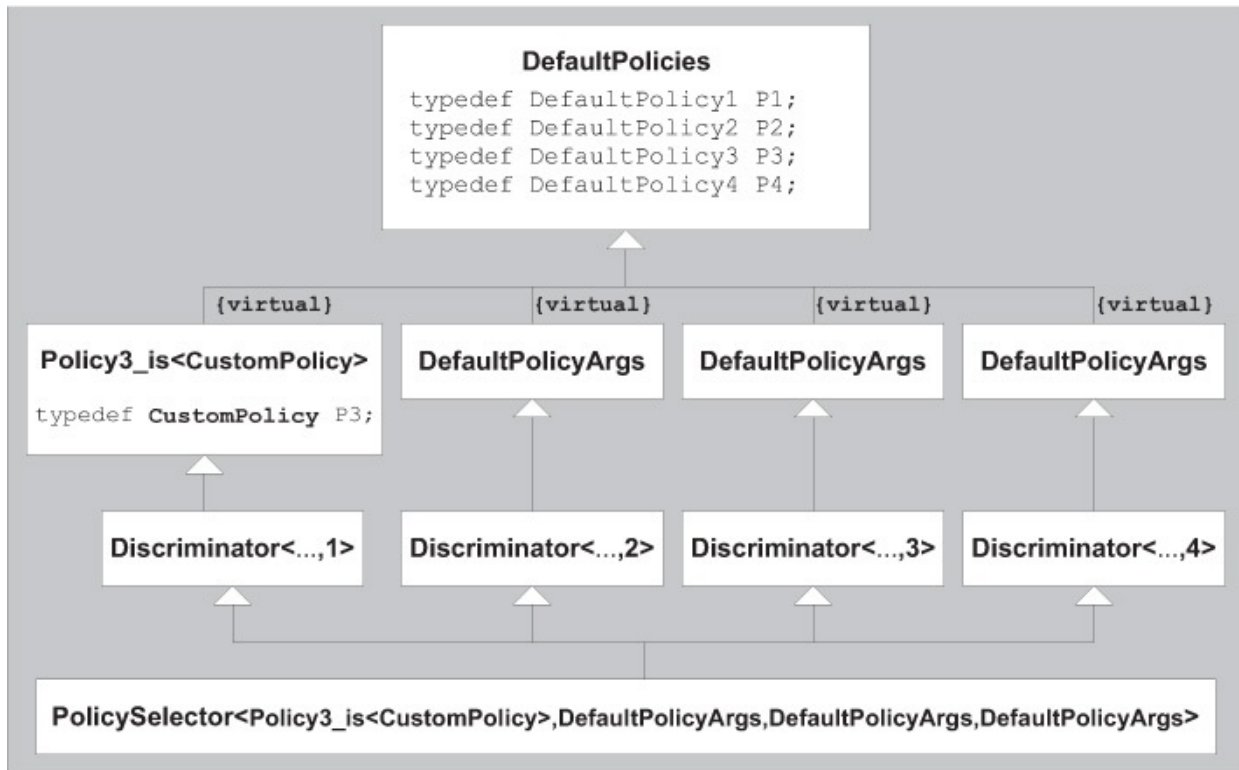 DefaultPolicies
typedef DefaultPolicy1 P1;
typedef DefaultPolicy2 P2;
typedef DefaultPolicy3 P3;
typedef DefaultPolicy4 P4;
{virtual} {virtual} {virtual} {virtual}
Policy3_is<CustomPolicy>
typedef CustomPolicy P3;
DefaultPolicyArgs
DefaultPolicyArgs
DefaultPolicyArgs
Discriminator<...,1>
Discriminator<...,2>
Discriminator<...,3>
Discriminator<...,4>
PolicySelector<Policy3_is<CustomPolicy>,DefaultPolicyArgs,DefaultPolicyArgs,DefaultPolicyArgs>